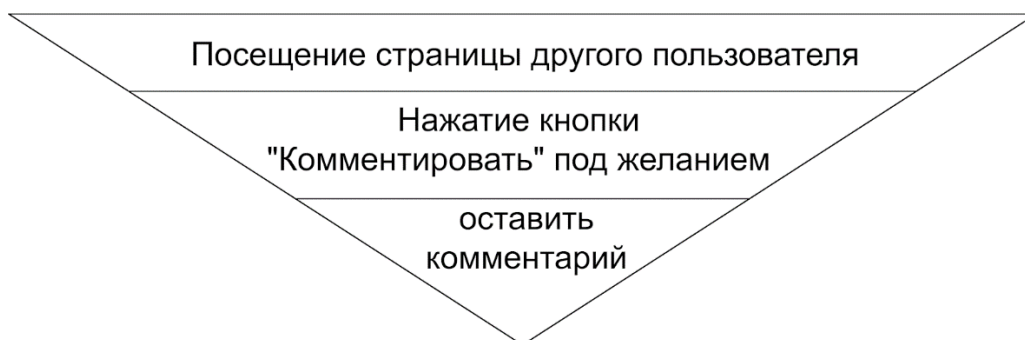 Посещение страницы другого пользователя
Нажатие кнопки
"Комментировать" под желанием
оставить
комментарий